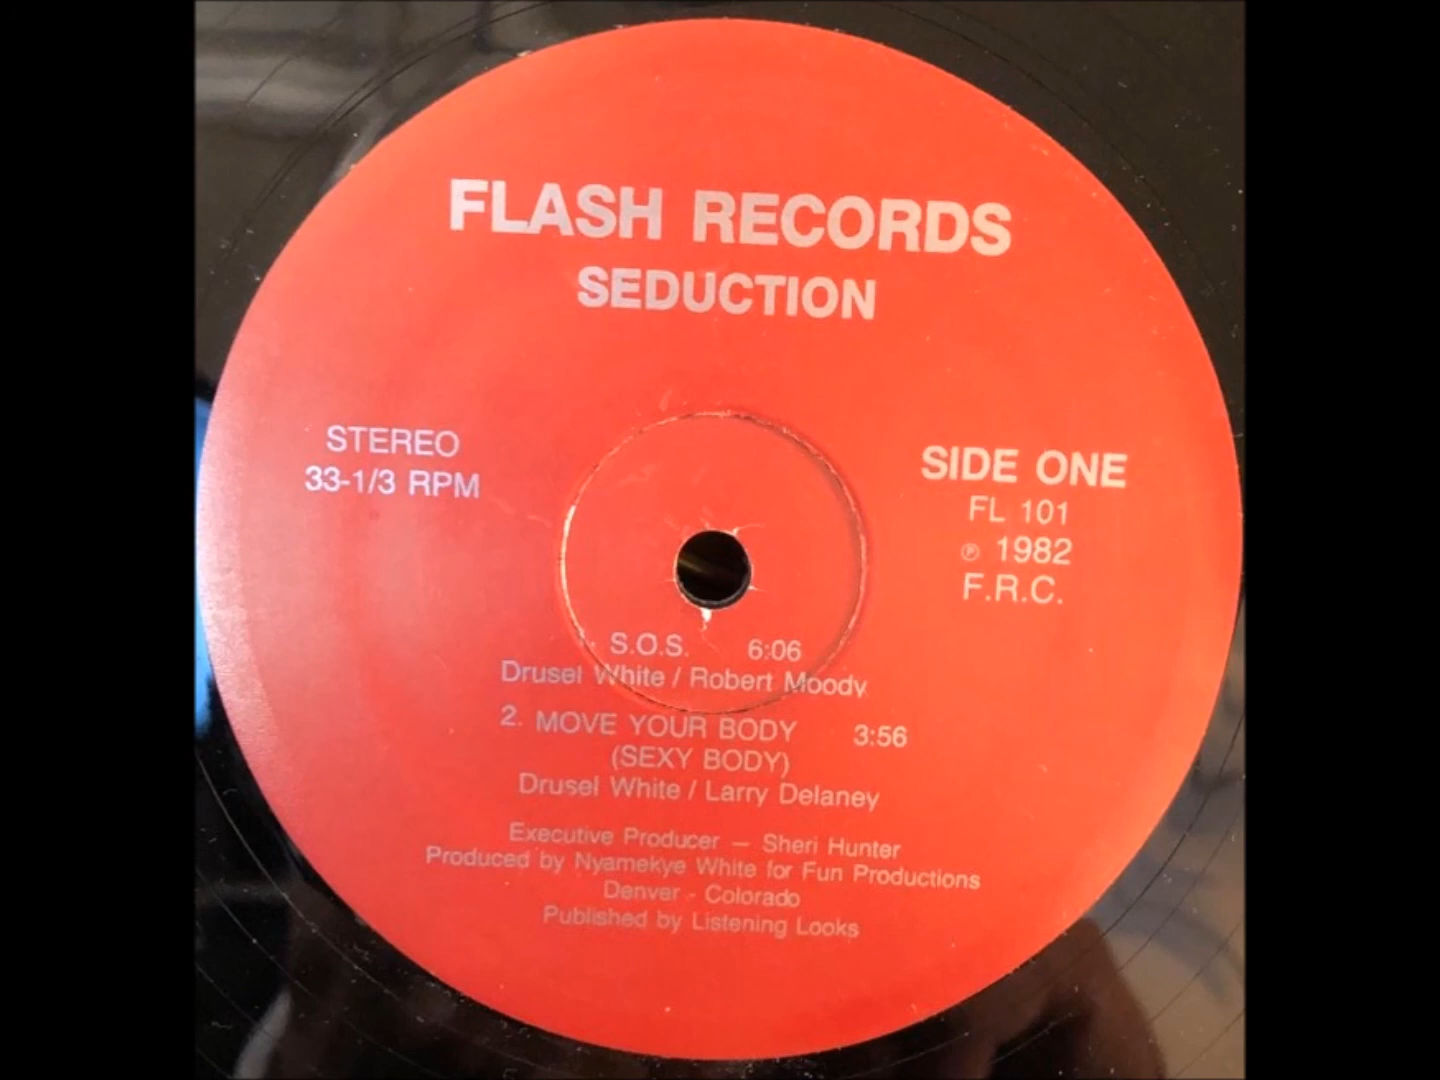 FLASH RECORDS
SEDUCTION
STEREO
33-1/3 RPM
SIDE ONE
FL 101
℗ 1982
F.R.C.
S.O.S. 6:06
Drusel White / Robert Moody
2. MOVE YOUR BODY 3:56
(SEXY BODY)
Drusel White / Larry Delaney
Executive Producer — Sheri Hunter
Produced by Nyamekye White for Fun Productions
Denver - Colorado
Published by Listening Looks